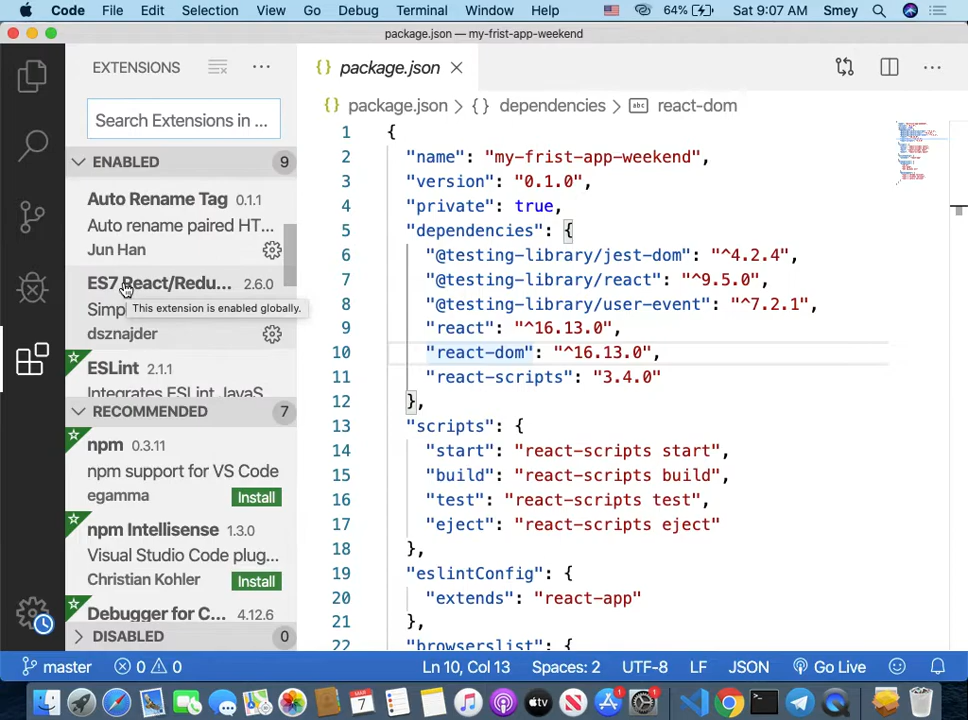 Code File Edit Selection View Go Debug Terminal Window Help 64% Sat 9:07 AM Smey
package.json — my-frist-app-weekend
EXTENSIONS
Search Extensions in ...
ENABLED 9
Auto Rename Tag 0.1.1
Auto rename paired HT...
Jun Han
ES7 React/Redu... 2.6.0
Simp
This extension is enabled globally.
dsznajder
ESLint 2.1.1
Integrates ESLint JavaS
RECOMMENDED 7
npm 0.3.11
npm support for VS Code
egamma Install
npm Intellisense 1.3.0
Visual Studio Code plug...
Christian Kohler Install
Debugger for C... 4.12.6
DISABLED 0
{} package.json
{} package.json > {} dependencies > abc react-dom
1 {
2 "name": "my-frist-app-weekend",
3 "version": "0.1.0",
4 "private": true,
5 "dependencies": {
6 "@testing-library/jest-dom": "^4.2.4",
7 "@testing-library/react": "^9.5.0",
8 "@testing-library/user-event": "^7.2.1",
9 "react": "^16.13.0",
10 "react-dom": "^16.13.0",
11 "react-scripts": "3.4.0"
12 },
13 "scripts": {
14 "start": "react-scripts start",
15 "build": "react-scripts build",
16 "test": "react-scripts test",
17 "eject": "react-scripts eject"
18 },
19 "eslintConfig": {
20 "extends": "react-app"
21 },
22 "browserslist": {
master 0 0 Ln 10, Col 13 Spaces: 2 UTF-8 LF JSON Go Live
7
tv
1
1